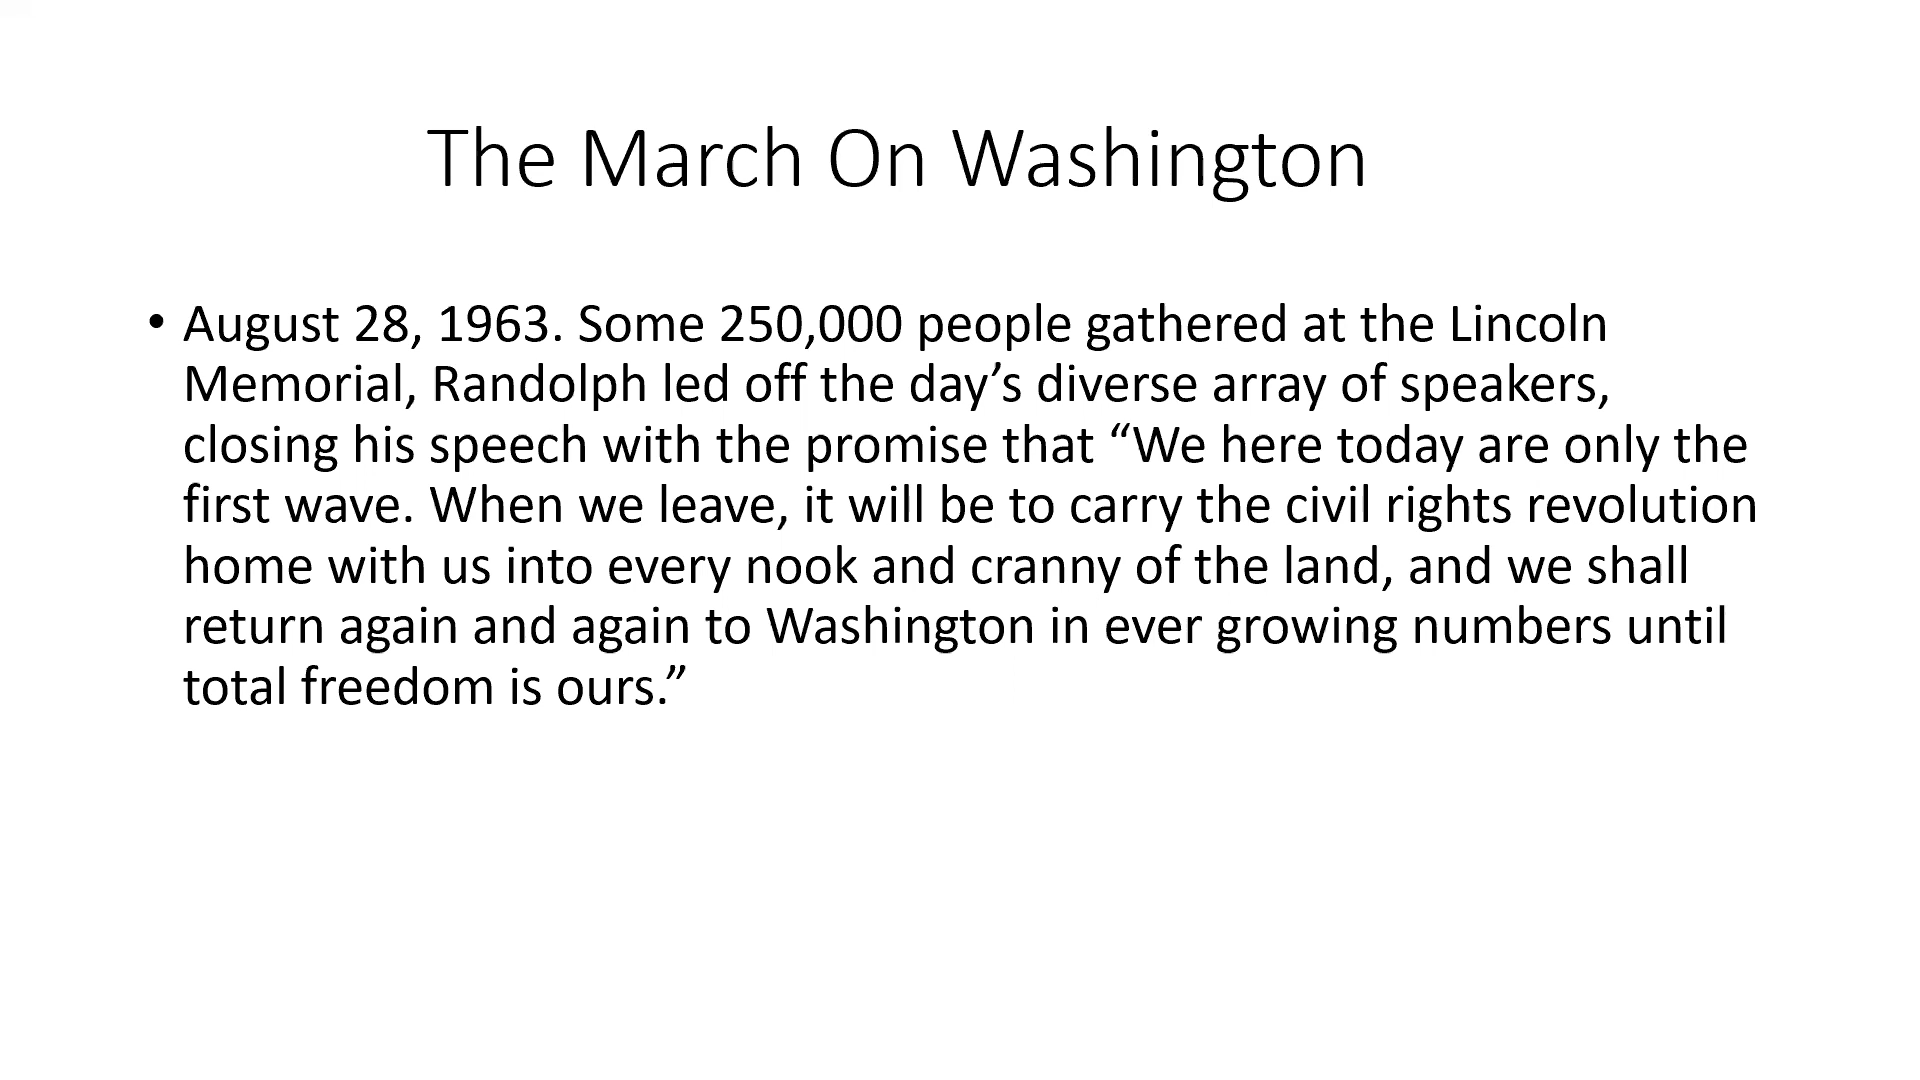 The March On Washington
• August 28, 1963. Some 250,000 people gathered at the Lincoln
Memorial, Randolph led off the day’s diverse array of speakers,
closing his speech with the promise that “We here today are only the
first wave. When we leave, it will be to carry the civil rights revolution
home with us into every nook and cranny of the land, and we shall
return again and again to Washington in ever growing numbers until
total freedom is ours.”